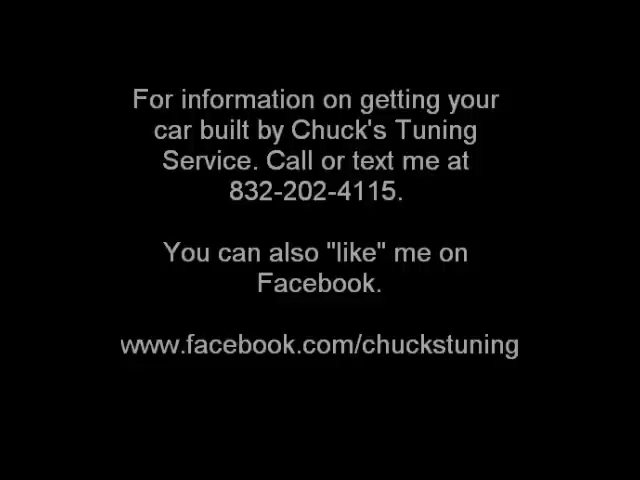 For information on getting your
car built by Chuck's Tuning
Service. Call or text me at
832-202-4115.
You can also "like" me on
Facebook.
www.facebook.com/chuckstuning